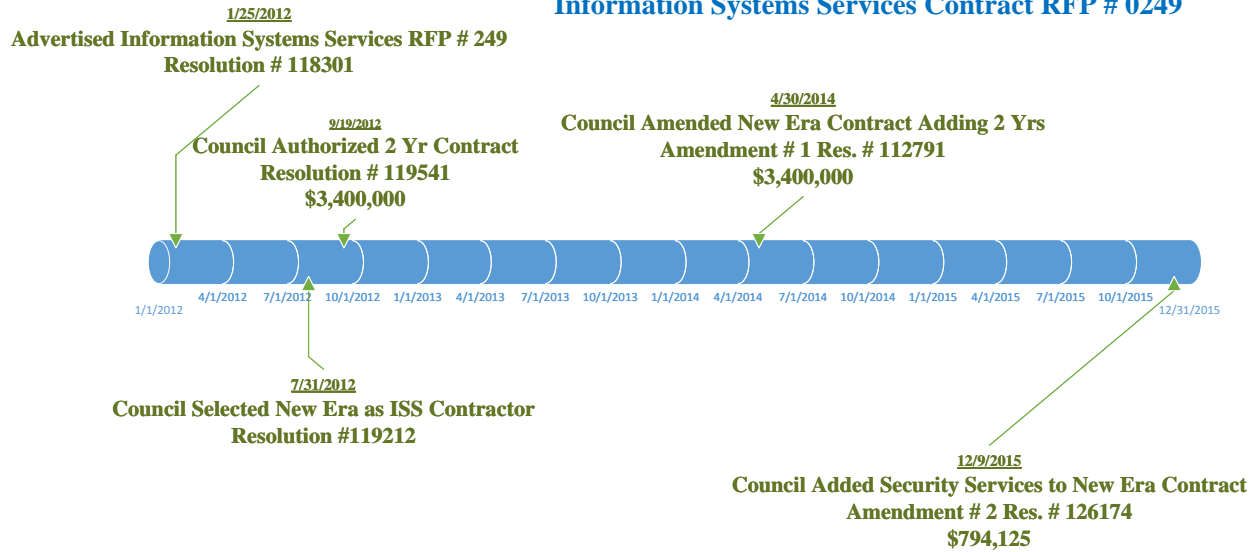 Information Systems Services Contract RFP # 0249
1/25/2012
Advertised Information Systems Services RFP # 249
Resolution # 118301
9/19/2012
Council Authorized 2 Yr Contract
Resolution # 119541
$3,400,000
4/30/2014
Council Amended New Era Contract Adding 2 Yrs
Amendment # 1 Res. # 112791
$3,400,000
1/1/2012
4/1/2012
7/1/2012
10/1/2012
1/1/2013
4/1/2013
7/1/2013
10/1/2013
1/1/2014
4/1/2014
7/1/2014
10/1/2014
1/1/2015
4/1/2015
7/1/2015
10/1/2015
12/31/2015
7/31/2012
Council Selected New Era as ISS Contractor
Resolution #119212
12/9/2015
Council Added Security Services to New Era Contract
Amendment # 2 Res. # 126174
$794,125